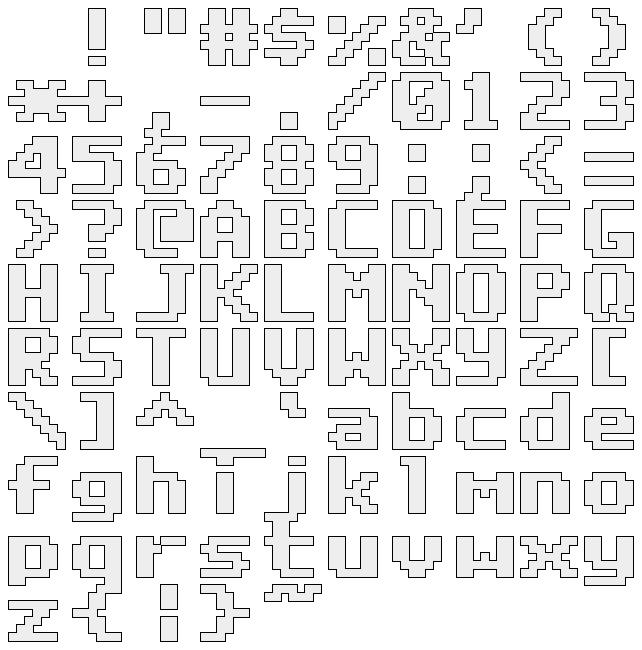 ! " # $ % & ' ( )
* + , - . / 0 1 2 3
4 5 6 7 8 9 : ; < =
> ? @ A B C D E F G
H I J K L M N O P Q
R S T U V W X Y Z [
\ ] ^ _ ` a b c d e
f g h i j k l m n o
p q r s t u v w x y
z { | } ~